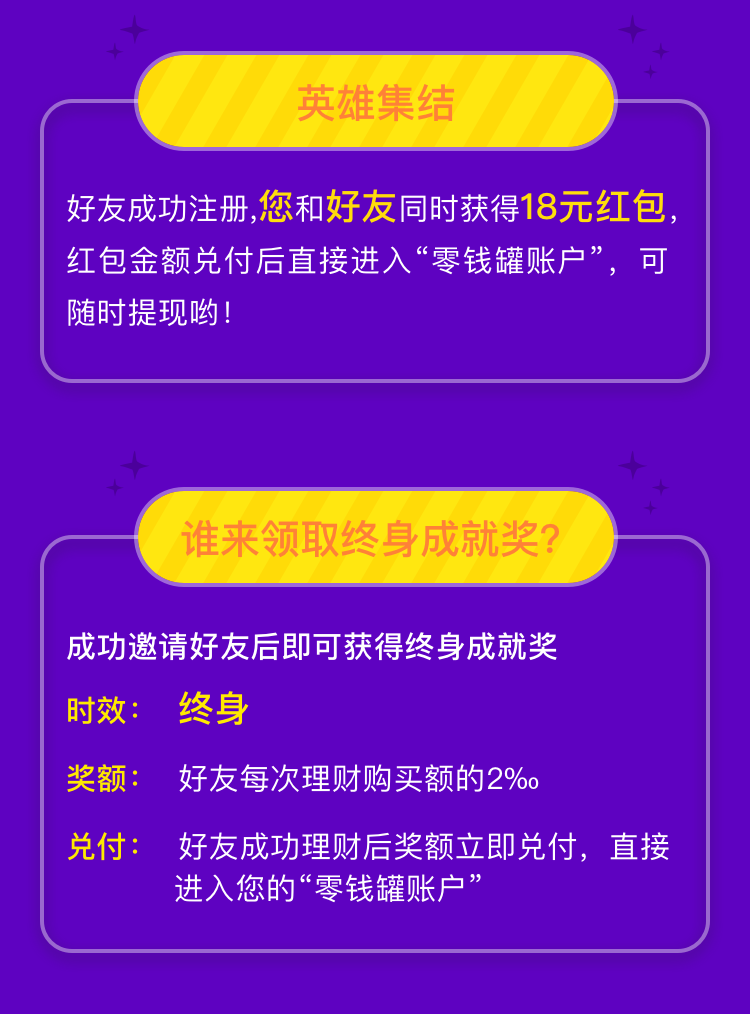 英雄集结
好友成功注册,您和好友同时获得18元红包,
红包金额兑付后直接进入“零钱罐账户”，可
随时提现哟！
谁来领取终身成就奖?
成功邀请好友后即可获得终身成就奖
时效： 终身
奖额： 好友每次理财购买额的2‰
兑付： 好友成功理财后奖额立即兑付，直接
进入您的“零钱罐账户”